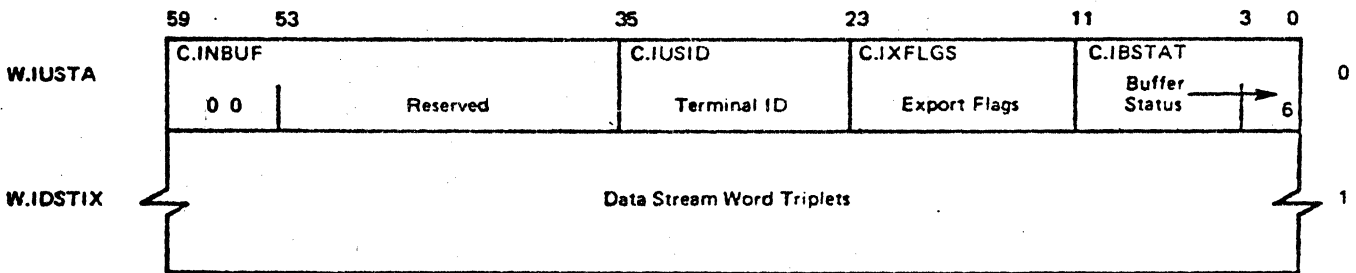 59 53 35 23 11 3 0
C.INBUF C.IUSID C.IXFLGS C.IBSTAT
W.IUSTA 0
Buffer
0 0 Reserved Terminal ID Export Flags Status 6
W.IDSTIX Data Stream Word Triplets 1